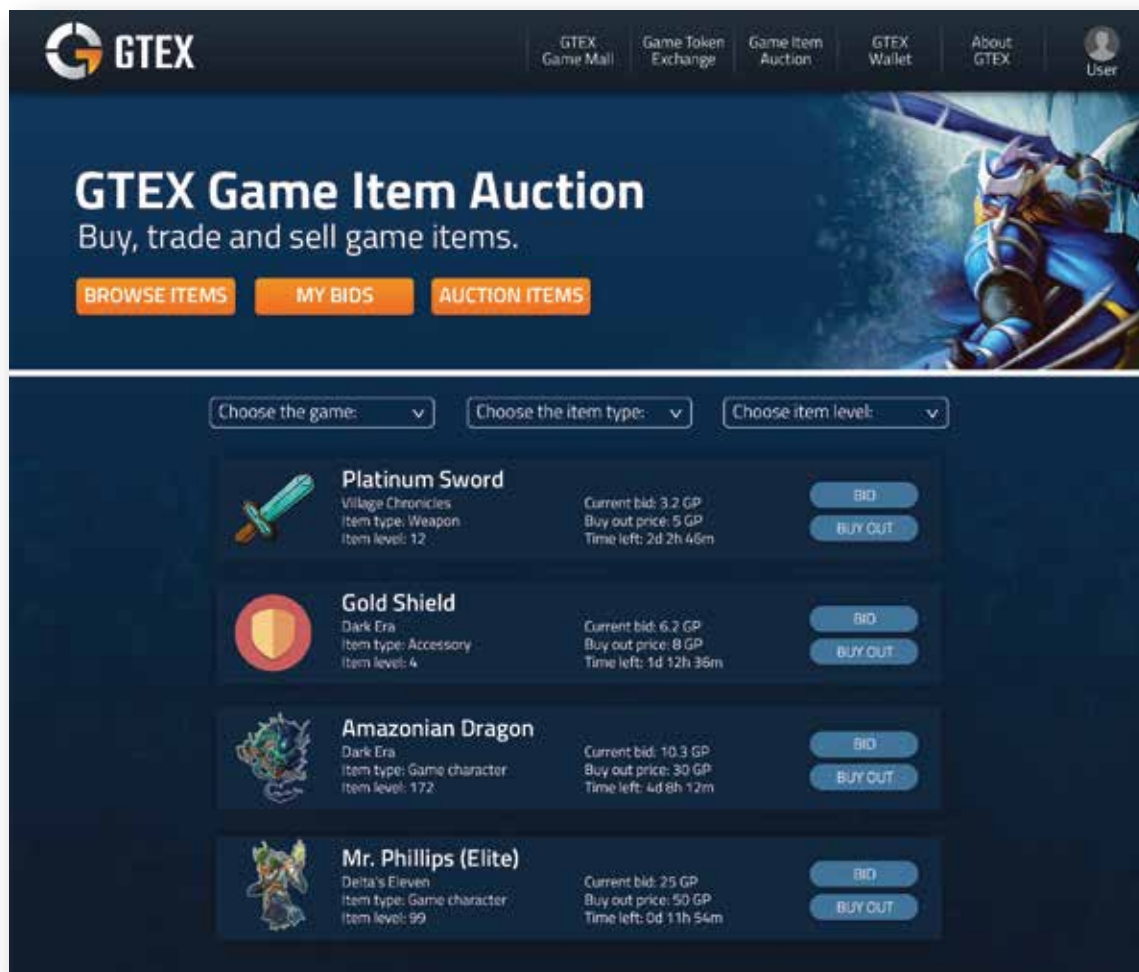 GTEX
GTEX
Game Mall
Game Token
Exchange
Game Item
Auction
GTEX
Wallet
About
GTEX
User
GTEX Game Item Auction
Buy, trade and sell game items.
BROWSE ITEMS
MY BIDS
AUCTION ITEMS
Choose the game:
Choose the item type:
Choose item level:
Platinum Sword
Village Chronicles
Item type: Weapon
Item level: 12
Current bid: 3.2 GP
Buy out price: 5 GP
Time left: 2d 2h 46m
BID
BUY OUT
Gold Shield
Dark Era
Item type: Accessory
Item level: 4
Current bid: 6.2 GP
Buy out price: 8 GP
Time left: 1d 12h 36m
BID
BUY OUT
Amazonian Dragon
Dark Era
Item type: Game character
Item level: 172
Current bid: 10.3 GP
Buy out price: 30 GP
Time left: 4d 8h 12m
BID
BUY OUT
Mr. Phillips (Elite)
Delta's Eleven
Item type: Game character
Item level: 99
Current bid: 25 GP
Buy out price: 50 GP
Time left: 0d 11h 54m
BID
BUY OUT